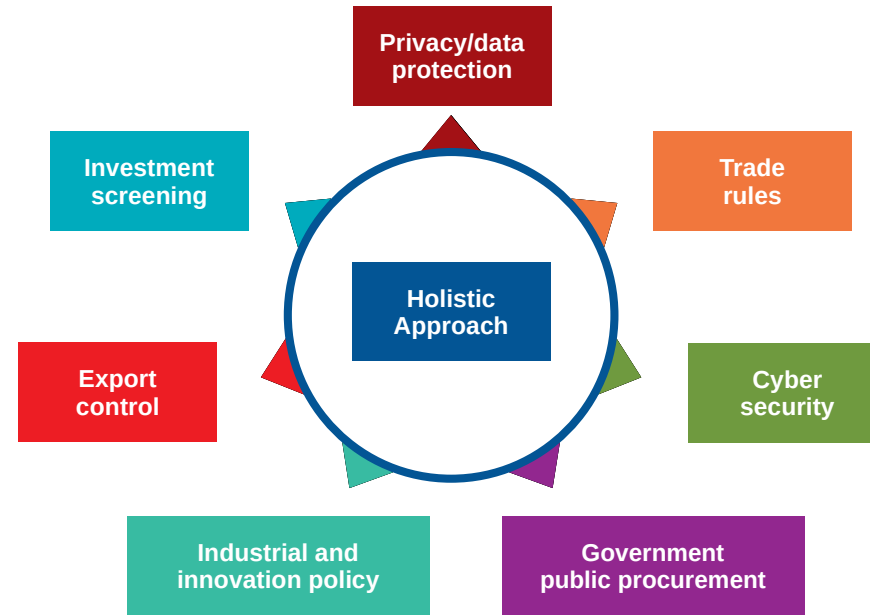 Privacy/data
protection
Investment
screening
Trade
rules
Holistic
Approach
Export
control
Cyber
security
Industrial and
innovation policy
Government
public procurement